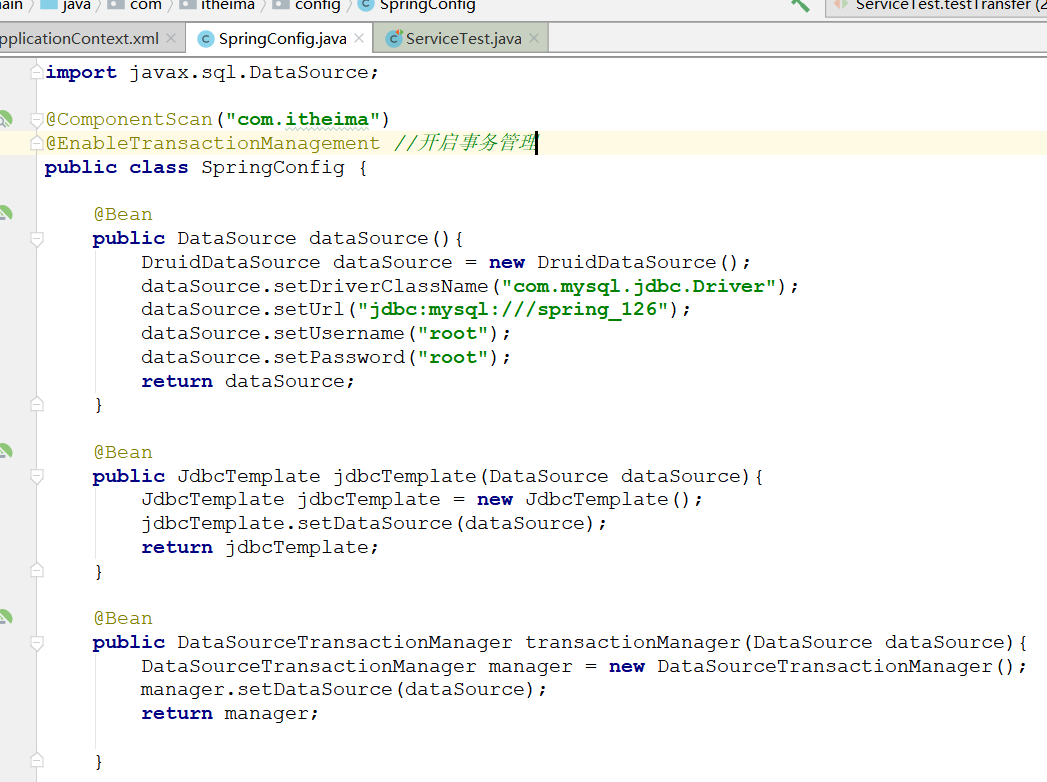 java com itheima config SpringConfig ServiceTest.testTransfer (2
applicationContext.xml SpringConfig.java ServiceTest.java
import javax.sql.DataSource;
@ComponentScan("com.itheima")
@EnableTransactionManagement //开启事务管理
public class SpringConfig {
@Bean
public DataSource dataSource(){
DruidDataSource dataSource = new DruidDataSource();
dataSource.setDriverClassName("com.mysql.jdbc.Driver");
dataSource.setUrl("jdbc:mysql:///spring_126");
dataSource.setUsername("root");
dataSource.setPassword("root");
return dataSource;
}
@Bean
public JdbcTemplate jdbcTemplate(DataSource dataSource){
JdbcTemplate jdbcTemplate = new JdbcTemplate();
jdbcTemplate.setDataSource(dataSource);
return jdbcTemplate;
}
@Bean
public DataSourceTransactionManager transactionManager(DataSource dataSource){
DataSourceTransactionManager manager = new DataSourceTransactionManager();
manager.setDataSource(dataSource);
return manager;
}